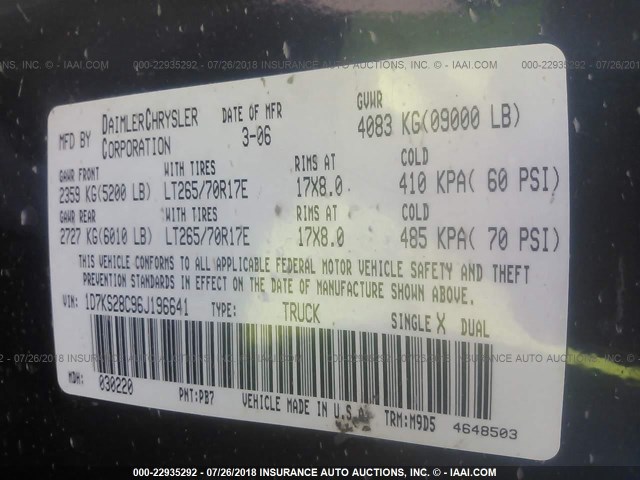 000-22935292 - 07/26/2018 INSURANCE AUTO AUCTIONS, INC. - © IAAI.COM
MFD BY DAIMLERCHRYSLER CORPORATION
DATE OF MFR 3-06
GVWR 4083 KG(09000 LB)
GAWR FRONT WITH TIRES RIMS AT COLD
2359 KG(5200 LB) LT265/70R17E 17X8.0 410 KPA( 60 PSI)
GAWR REAR WITH TIRES RIMS AT COLD
2727 KG(6010 LB) LT265/70R17E 17X8.0 485 KPA( 70 PSI)
THIS VEHICLE CONFORMS TO ALL APPLICABLE FEDERAL MOTOR VEHICLE SAFETY AND THEFT
PREVENTION STANDARDS IN EFFECT ON THE DATE OF MANUFACTURE SHOWN ABOVE.
VIN: 1D7KS28C96J196641 TYPE: TRUCK SINGLE X DUAL
MDH: 030220 PNT:PB7 VEHICLE MADE IN U.S.A. TRM:M9D5 4648503
000-22935292 - 07/26/2018 INSURANCE AUTO AUCTIONS, INC. - © IAAI.COM